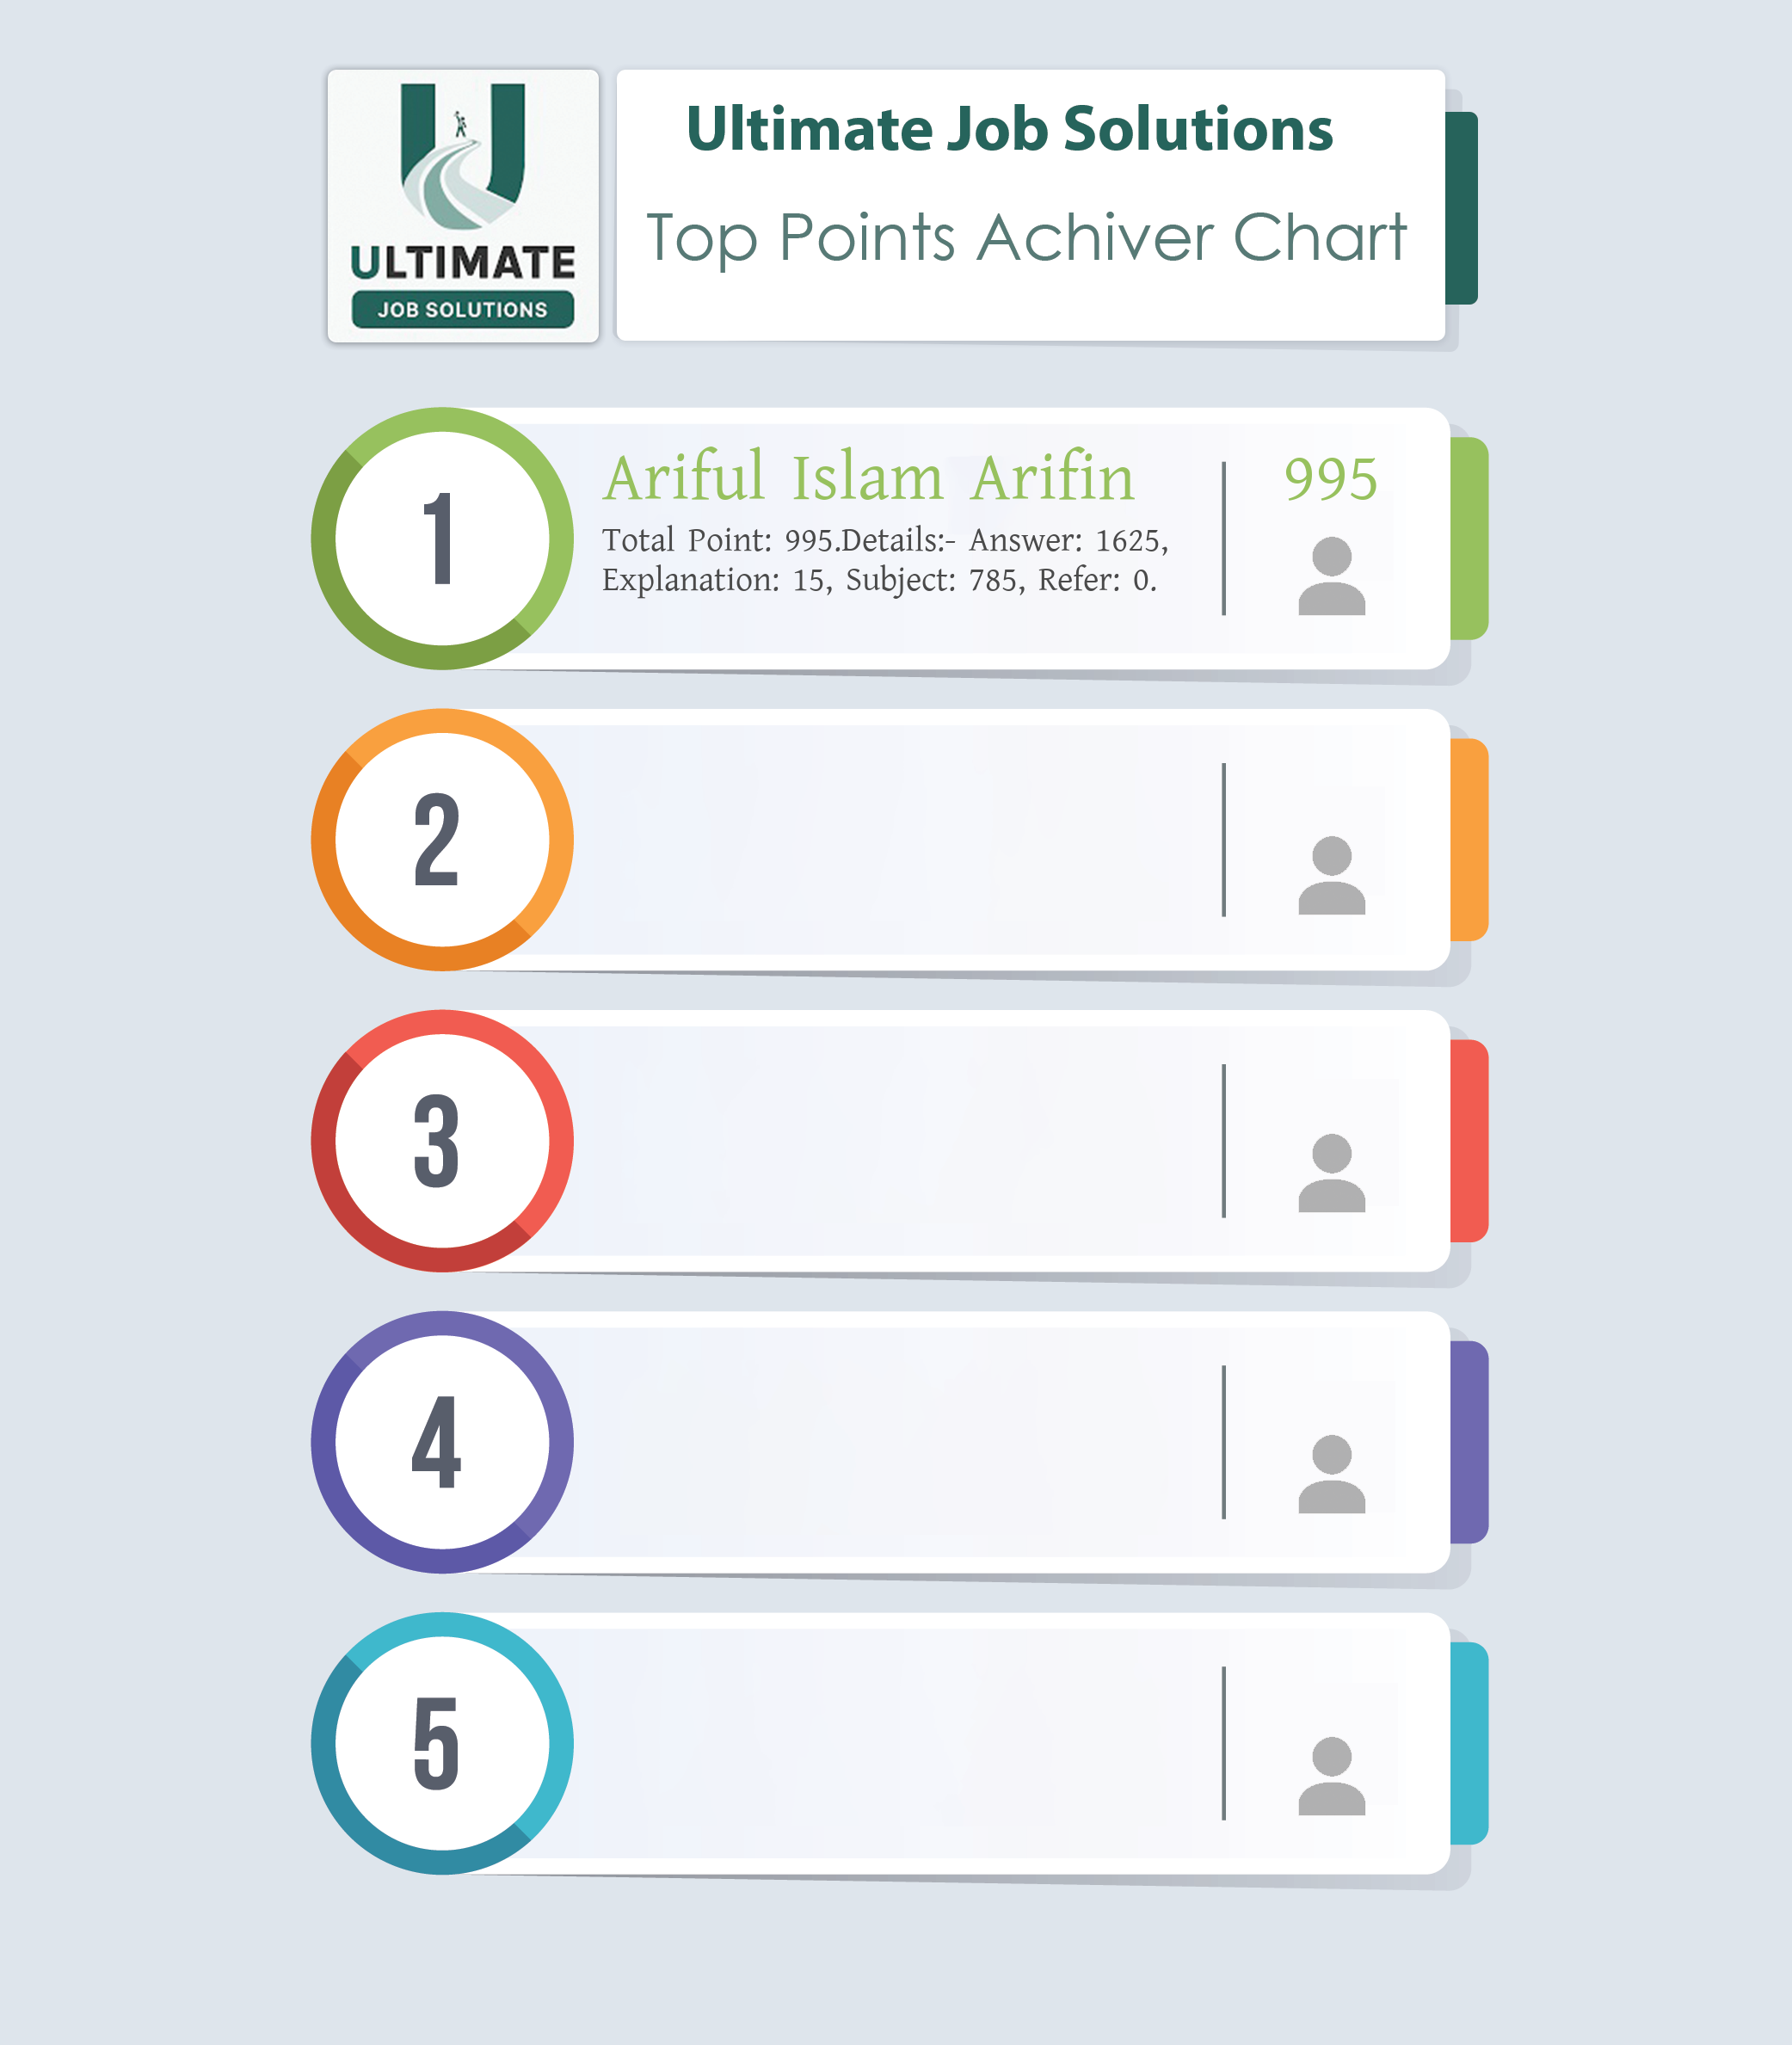 ULTIMATE
JOB SOLUTIONS
Ultimate Job Solutions
Top Points Achiver Chart
1
Ariful Islam Arifin
995
Total Point: 995.Details:- Answer: 1625,
Explanation: 15, Subject: 785, Refer: 0.
2
3
4
5